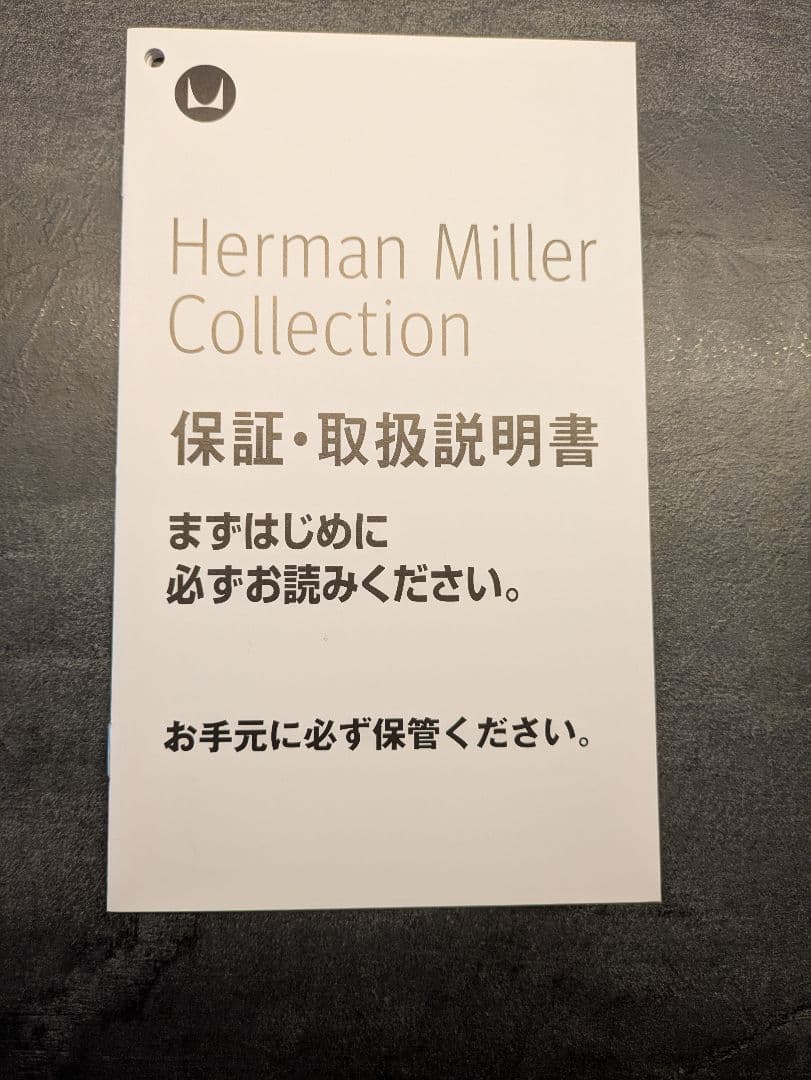 Herman Miller
Collection
保証・取扱説明書
まずはじめに
必ずお読みください。
お手元に必ず保管ください。